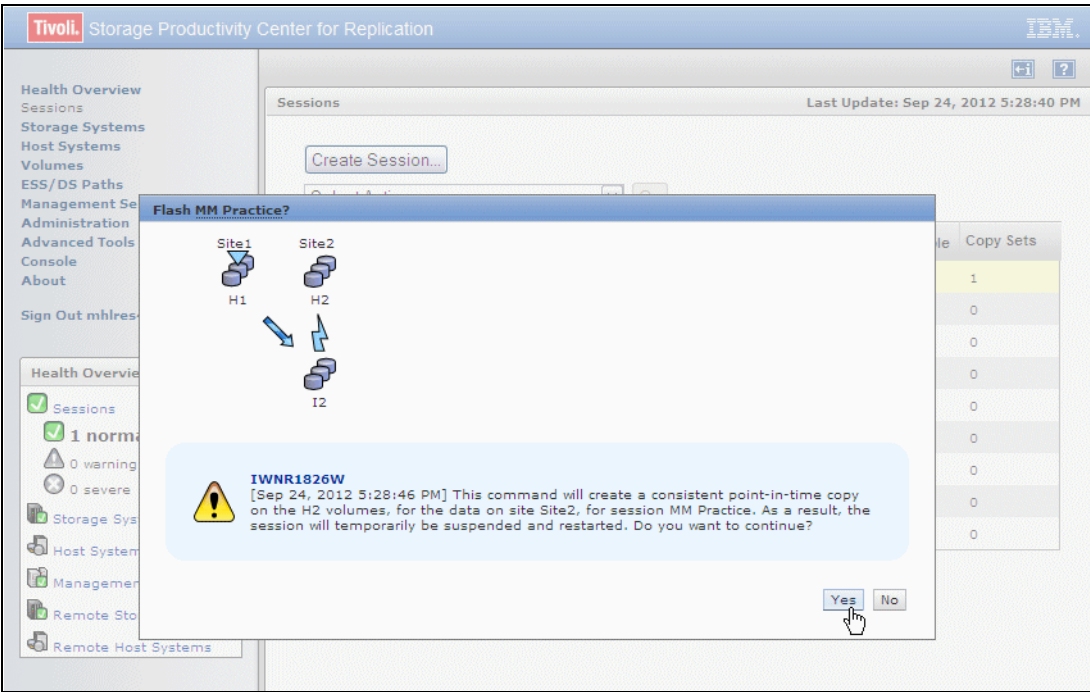 Tivoli. Storage Productivity Center for Replication
IBM.
Health Overview
Sessions
Storage Systems
Host Systems
Volumes
ESS/DS Paths
Management Se
Administration
Advanced Tools
Console
About
Sign Out mhlres
Sessions
Last Update: Sep 24, 2012 5:28:40 PM
Create Session...
Copy Sets
1
0
0
0
0
0
0
0
0
Flash MM Practice?
Site1 Site2
H1 H2
I2
IWNR1826W
[Sep 24, 2012 5:28:46 PM] This command will create a consistent point-in-time copy
on the H2 volumes, for the data on site Site2, for session MM Practice. As a result, the
session will temporarily be suspended and restarted. Do you want to continue?
Yes No
Health Overvie
Sessions
1 norma
0 warning
0 severe
Storage Sys
Host System
Managemen
Remote Sto
Remote Host Systems